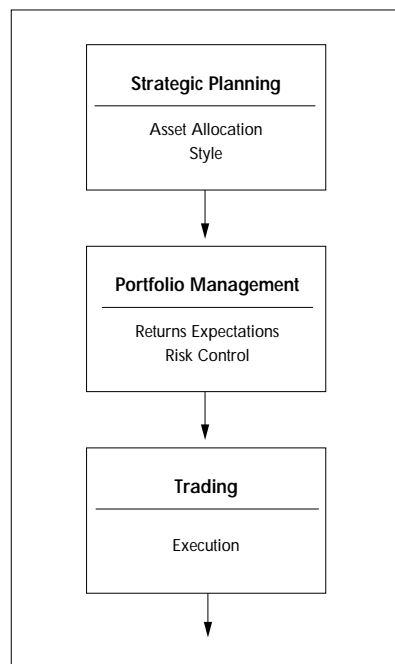 Strategic Planning
Asset Allocation
Style
Portfolio Management
Returns Expectations
Risk Control
Trading
Execution